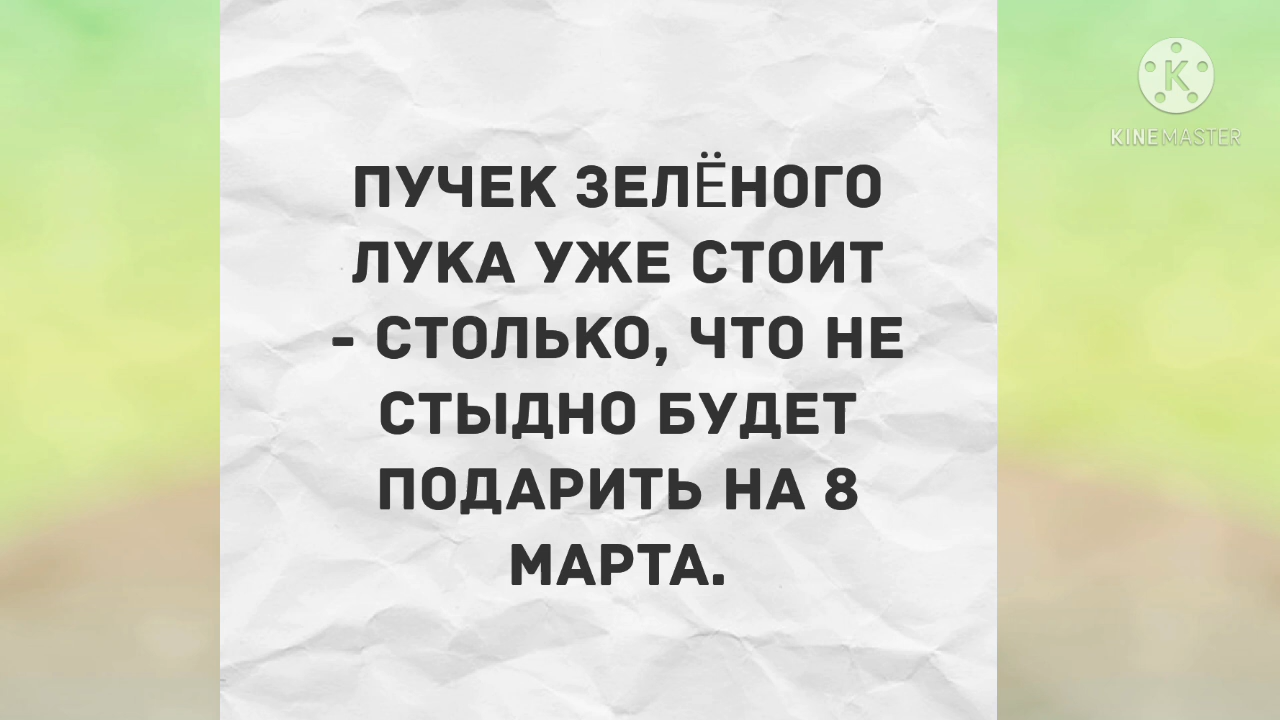 ПУЧЕК ЗЕЛЁНОГО
ЛУКА УЖЕ СТОИТ
- СТОЛЬКО, ЧТО НЕ
СТЫДНО БУДЕТ
ПОДАРИТЬ НА 8
МАРТА.
K
KINEMASTER